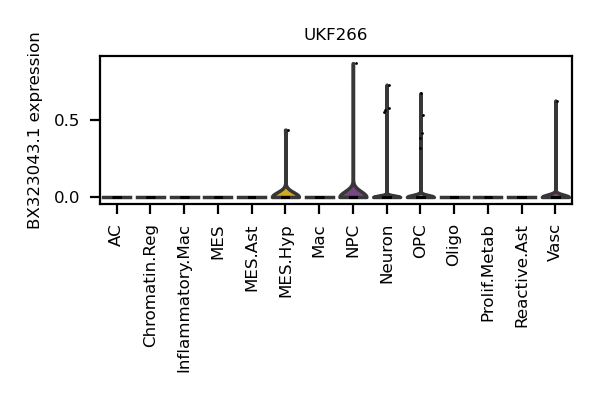 UKF266
BX323043.1 expression
0.5
0.0
AC
Chromatin.Reg
Inflammatory.Mac
MES
MES.Ast
MES.Hyp
Mac
NPC
Neuron
OPC
Oligo
Prolif.Metab
Reactive.Ast
Vasc